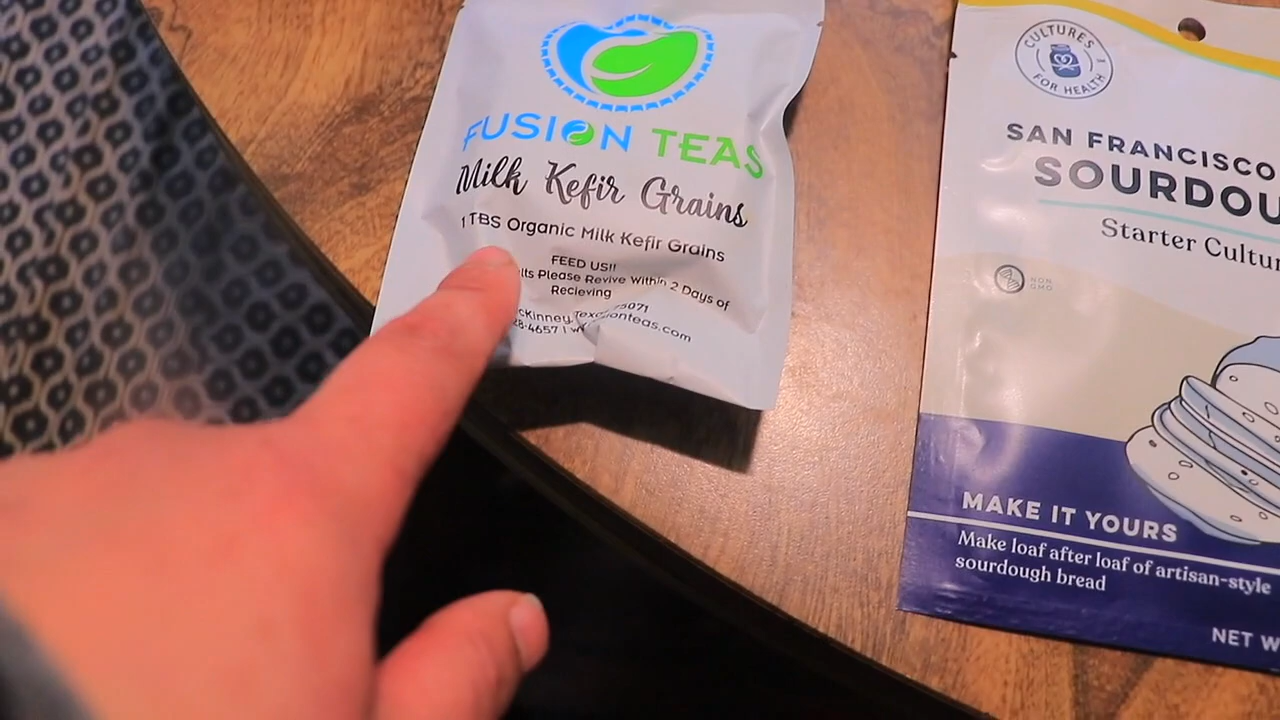 FUSION TEAS
Milk Kefir Grains
1 TBS Organic Milk Kefir Grains
FEED US!!
Please Revive Within 2 Days of
Recieving
75071
-4657 |
CULTURES
FOR HEALTH
SAN FRANCISCO
Starter
NON
GMO
MAKE IT YOURS
Make loaf after loaf of artisan-style
sourdough bread
NET